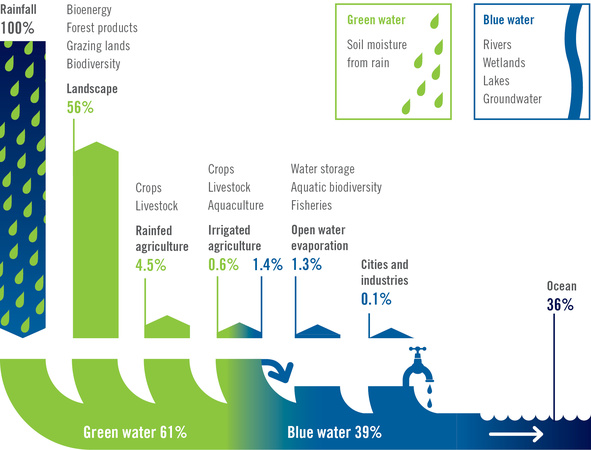 Rainfall
100%
Bioenergy
Forest products
Grazing lands
Biodiversity
Landscape
56%
Crops
Livestock
Rainfed
agriculture
4.5%
Crops
Livestock
Aquaculture
Irrigated
agriculture
0.6% 1.4%
Water storage
Aquatic biodiversity
Fisheries
Open water
evaporation
1.3%
Cities and
industries
0.1%
Ocean
36%
Green water
Soil moisture
from rain
Blue water
Rivers
Wetlands
Lakes
Groundwater
Green water 61%
Blue water 39%